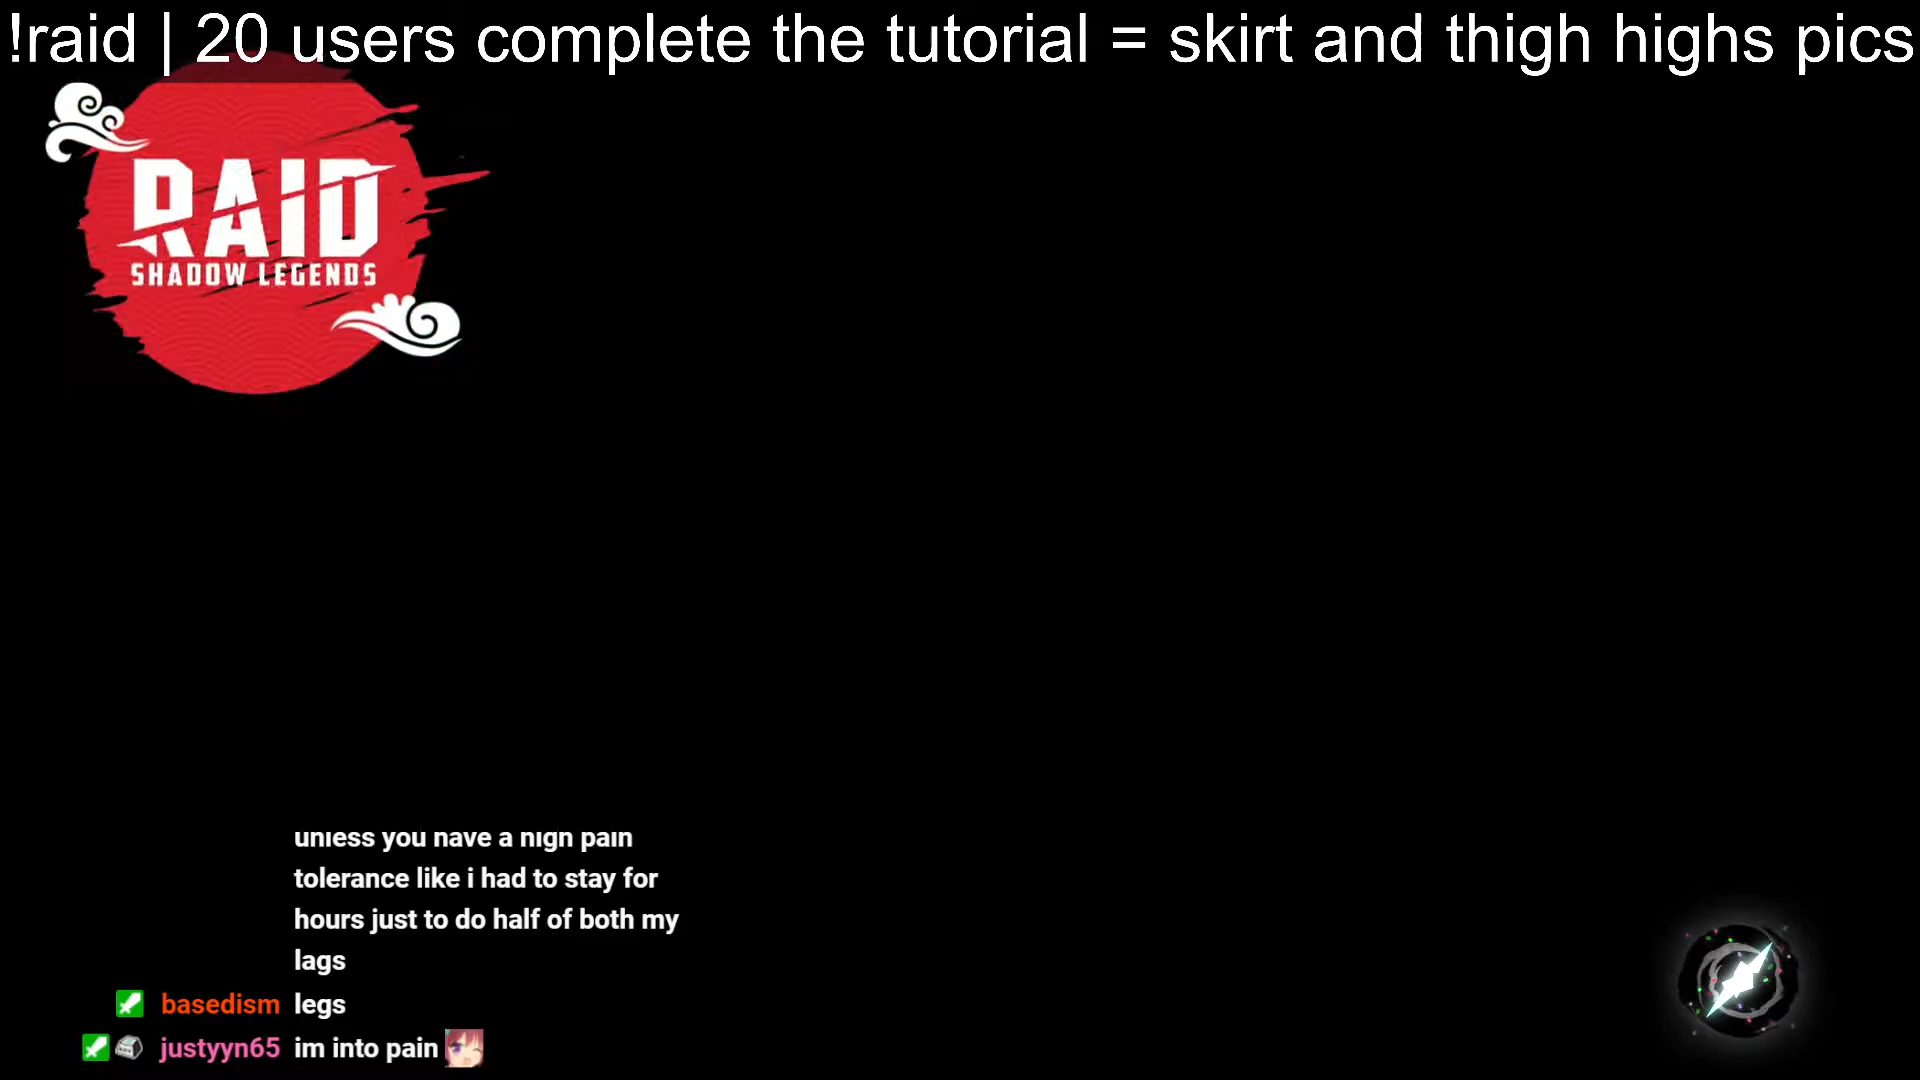 !raid | 20 users complete the tutorial = skirt and thigh highs pics
RAID
SHADOW LEGENDS
unless you have a high pain
tolerance like i had to stay for
hours just to do half of both my
lags
basedism legs
justyyn65 im into pain